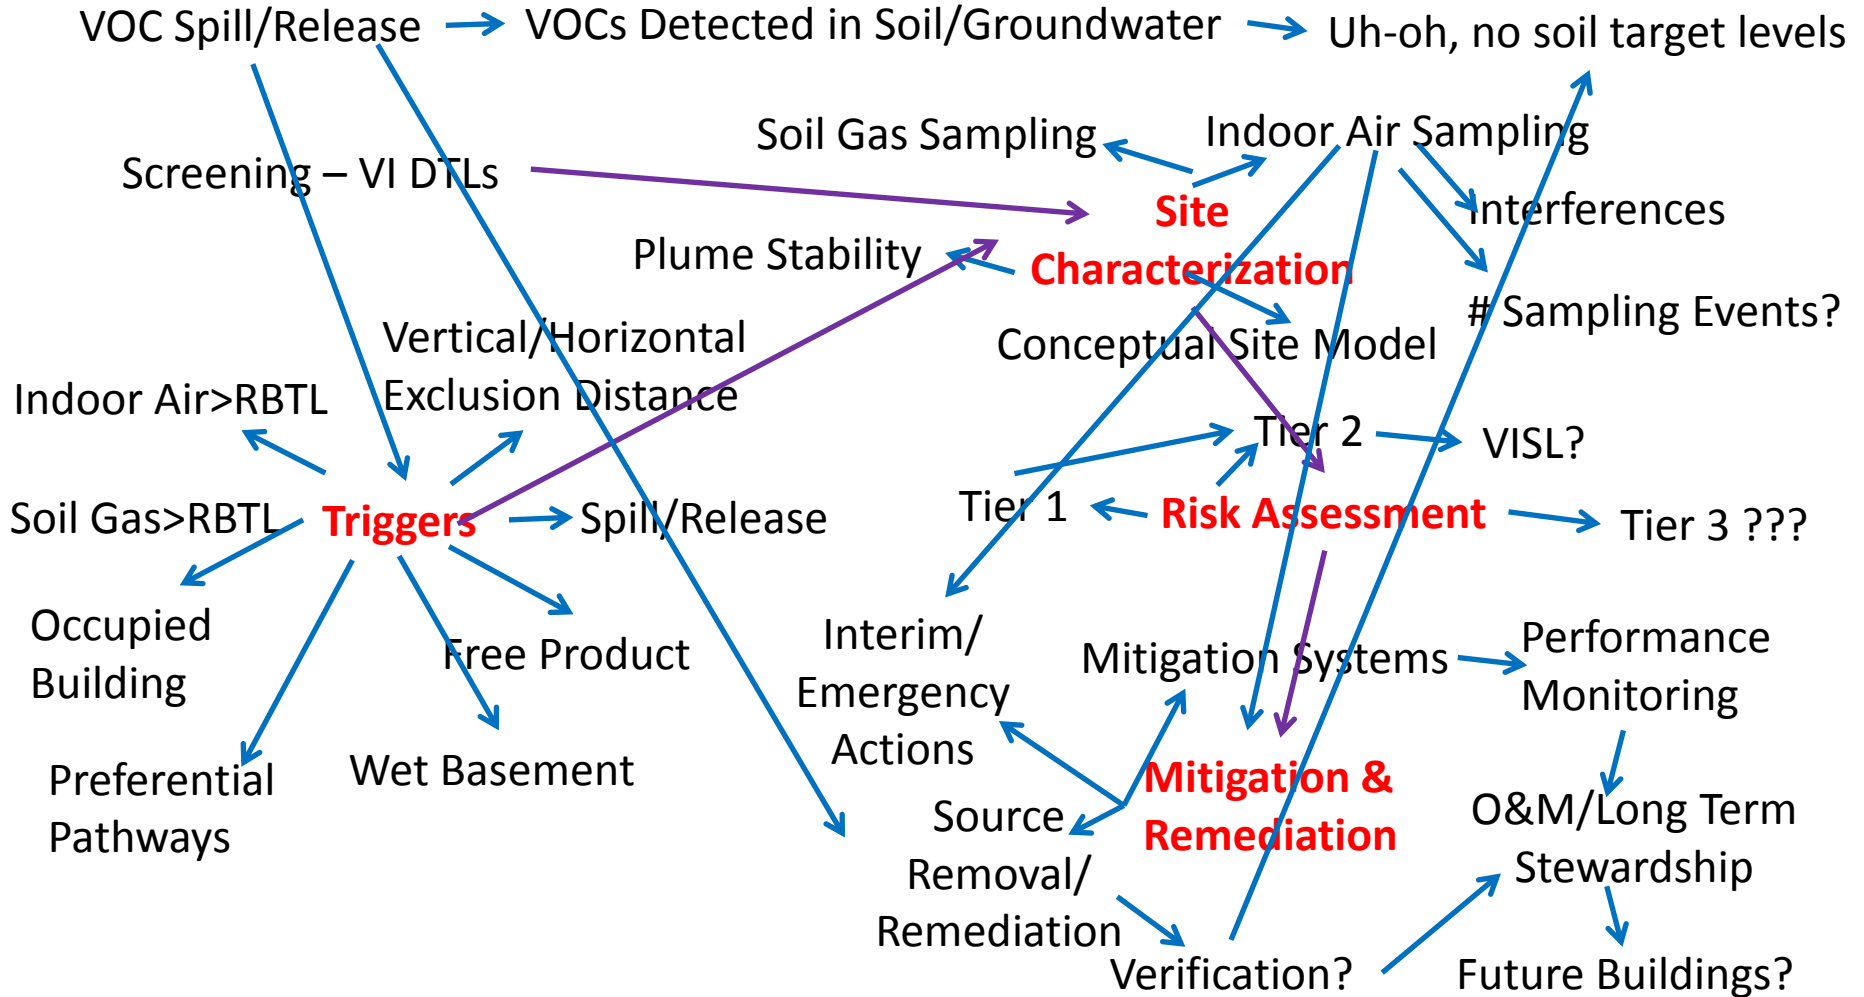 VOC Spill/Release
VOCs Detected in Soil/Groundwater
Uh-oh, no soil target levels
Soil Gas Sampling
Indoor Air Sampling
Screening – VI DTLs
Site
Characterization
Interferences
Plume Stability
# Sampling Events?
Vertical/Horizontal
Exclusion Distance
Conceptual Site Model
Indoor Air>RBTL
Tier 2
VISL?
Soil Gas>RBTL
Triggers
Spill/Release
Tier 1
Risk Assessment
Tier 3 ???
Occupied
Building
Free Product
Interim/
Emergency
Actions
Mitigation Systems
Performance
Monitoring
Preferential
Pathways
Wet Basement
Mitigation &
Remediation
Source
Removal/
Remediation
O&M/Long Term
Stewardship
Verification?
Future Buildings?